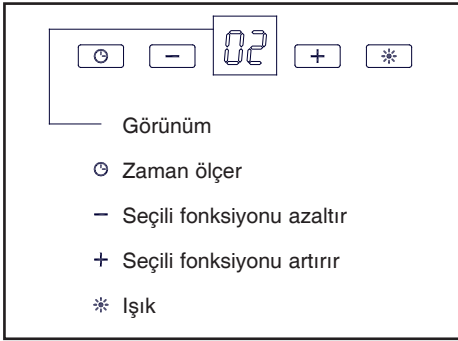 02
Görünüm
Zaman ölçer
− Seçili fonksiyonu azaltır
+ Seçili fonksiyonu artırır
Işık